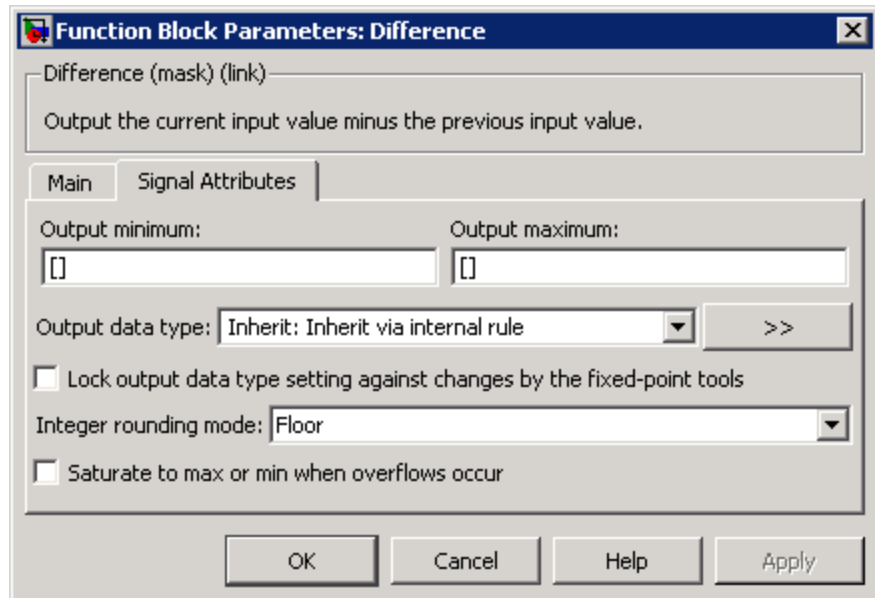 Function Block Parameters: Difference
Difference (mask) (link)
Output the current input value minus the previous input value.
Main Signal Attributes
Output minimum: Output maximum:
[] []
Output data type: Inherit: Inherit via internal rule >>
Lock output data type setting against changes by the fixed-point tools
Integer rounding mode: Floor
Saturate to max or min when overflows occur
OK Cancel Help Apply